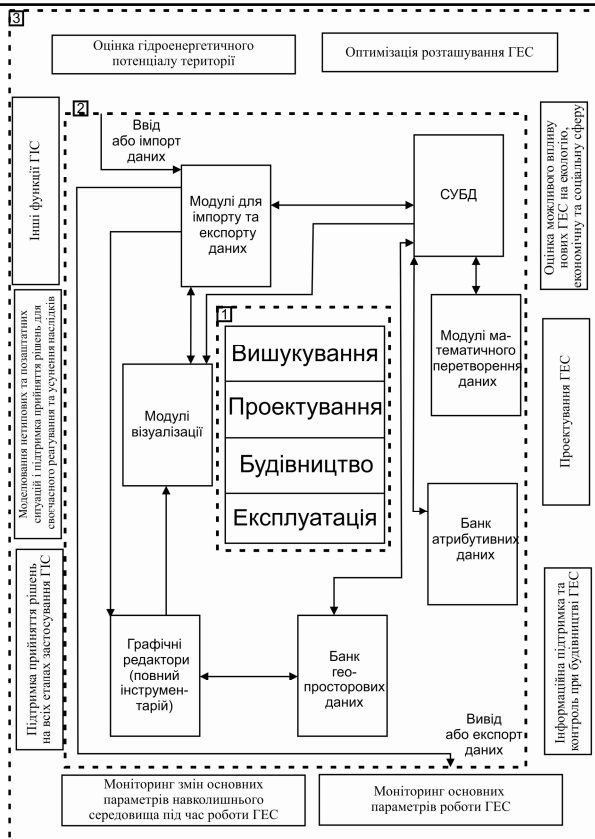 3
Оцінка гідроенергетичного
потенціалу території
Оптимізація розташування ГЕС
Інші функції ГІС
2
Ввід
або імпорт
даних
Модулі для
імпорту та
експорту
даних
СУБД
Оцінка можливого впливу
нових ГЕС на екологію,
економічну та соціальну сферу
Моделювання нетипових та позаштатних
ситуацій і підтримка прийняття рішень для
своєчасного реагування та усунення наслідків
1
Вишукування
Проектування
Будівництво
Експлуатація
Модулі ма-
тематичного
перетворення
даних
Модулі
візуалізації
Проектування ГЕС
Банк
атрибутивних
даних
Підтримка прийняття рішень
на всіх етапах застосування ГІС
Графічні
редактори
(повний
інструмен-
тарій)
Банк
гео-
просторових
даних
Інформаційна підтримка та
контроль при будівництві ГЕС
Вивід
або експорт
даних
Моніторинг змін основних
параметрів навколишнього
середовища під час роботи ГЕС
Моніторинг основних
параметрів роботи ГЕС